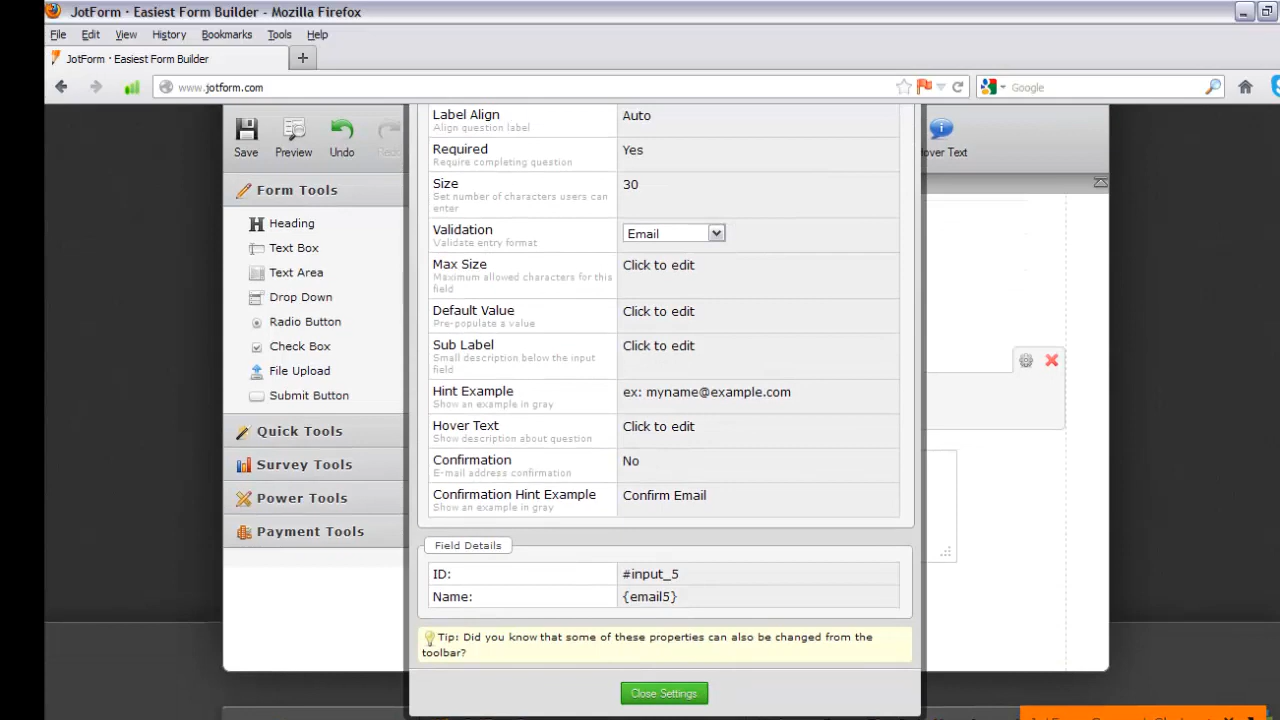 JotForm · Easiest Form Builder - Mozilla Firefox
File Edit View History Bookmarks Tools Help
JotForm · Easiest Form Builder
www.jotform.com
Google
Save Preview Undo Redo
Form Tools
Heading
Text Box
Text Area
Drop Down
Radio Button
Check Box
File Upload
Submit Button
Quick Tools
Survey Tools
Power Tools
Payment Tools
Label Align Auto
Align question label
Required Yes
Require completing question
Size 30
Set number of characters users can
enter
Validation Email
Validate entry format
Max Size Click to edit
Maximum allowed characters for this
field
Default Value Click to edit
Pre-populate a value
Sub Label Click to edit
Small description below the input
field
Hint Example ex: myname@example.com
Show an example in gray
Hover Text Click to edit
Show description about question
Confirmation No
E-mail address confirmation
Confirmation Hint Example Confirm Email
Show an example in gray
Field Details
ID: #input_5
Name: {email5}
Tip: Did you know that some of these properties can also be changed from the
toolbar?
Close Settings
over Text